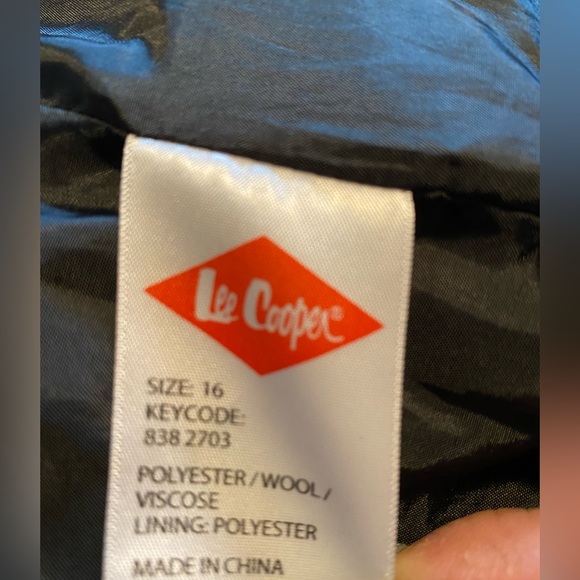 Lee Cooper®
SIZE: 16
KEYCODE:
838 2703
POLYESTER / WOOL /
VISCOSE
LINING: POLYESTER
MADE IN CHINA